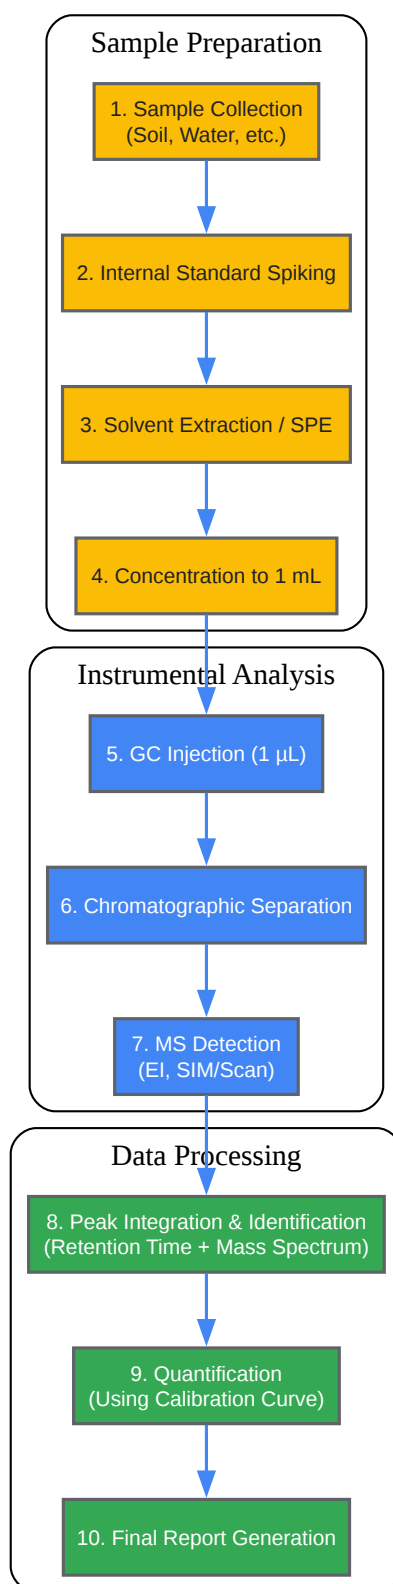 Sample Preparation
1. Sample Collection
(Soil, Water, etc.)
2. Internal Standard Spiking
3. Solvent Extraction / SPE
4. Concentration to 1 mL
Instrumental Analysis
5. GC Injection (1 µL)
6. Chromatographic Separation
7. MS Detection
(EI, SIM/Scan)
Data Processing
8. Peak Integration & Identification
(Retention Time + Mass Spectrum)
9. Quantification
(Using Calibration Curve)
10. Final Report Generation